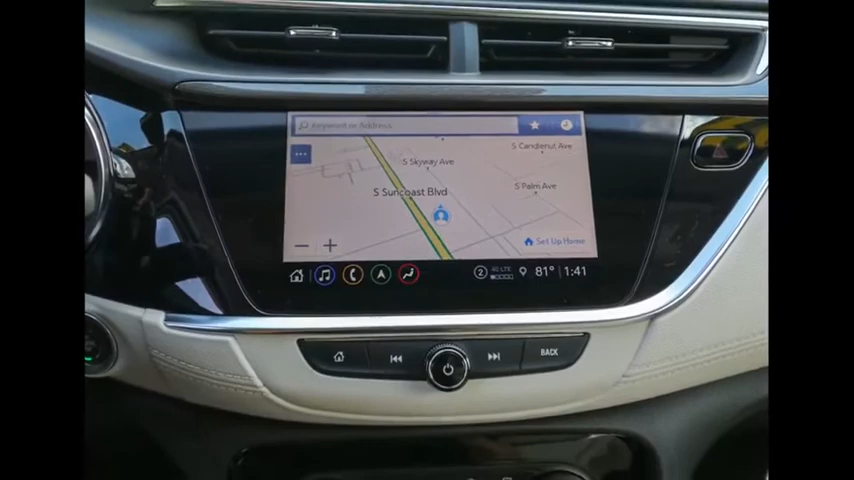 Keyword or Address
S Candlenut Ave
S Skyway Ave
S Palm Ave
S Suncoast Blvd
Set Up Home
2 4G LTE 81° 1:41
BACK